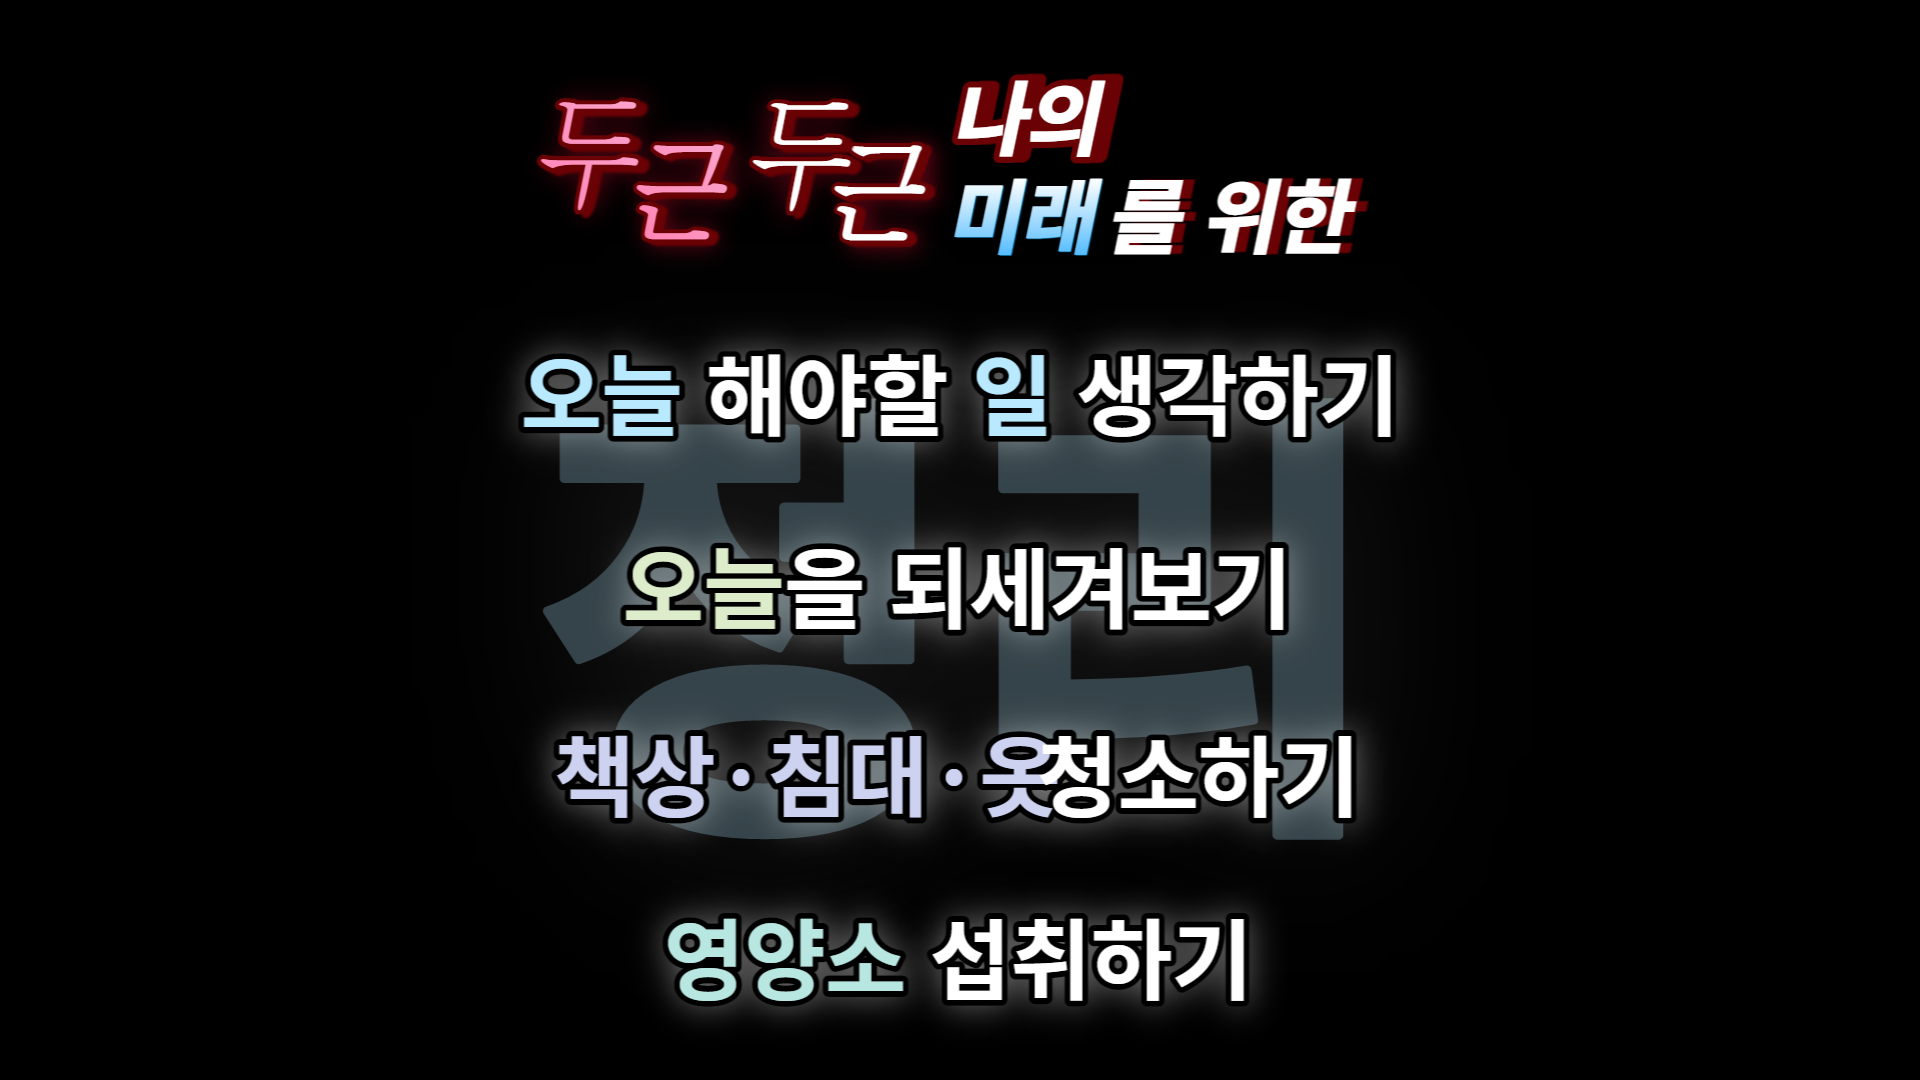 두근두근 나의
미래를 위한
오늘 해야할 일 생각하기
정리
오늘을 되세겨보기
책상·침대·옷청소하기
영양소 섭취하기